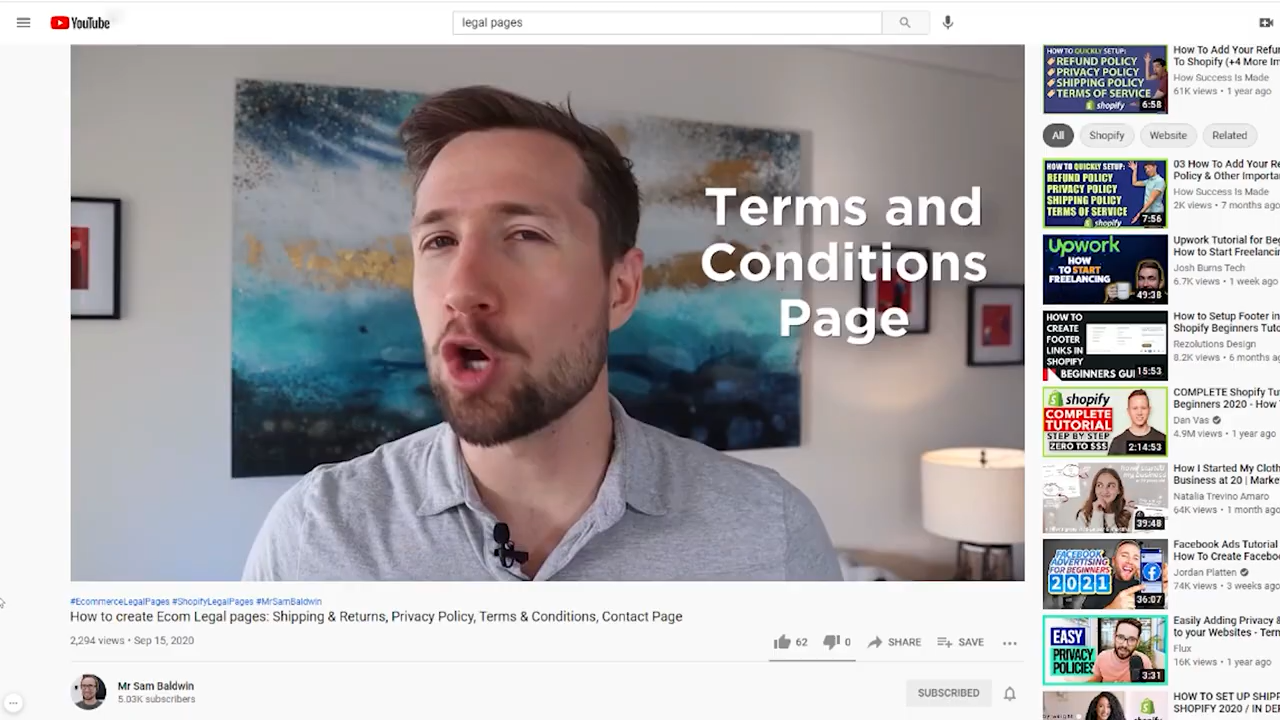 YouTube
legal pages
Terms and
Conditions
Page
#EcommerceLegalPages #ShopifyLegalPages #MrSamBaldwin
How to create Ecom Legal pages: Shipping & Returns, Privacy Policy, Terms & Conditions, Contact Page
2,294 views • Sep 15, 2020
62
0
SHARE
SAVE
Mr Sam Baldwin
5.03K subscribers
SUBSCRIBED
HOW TO QUICKLY SETUP:
REFUND POLICY
PRIVACY POLICY
SHIPPING POLICY
TERMS OF SERVICE
shopify
6:58
How To Add Your Refun
To Shopify (+4 More Im
How Success Is Made
61K views • 1 year ago
All
Shopify
Website
Related
HOW TO QUICKLY SETUP:
REFUND POLICY
PRIVACY POLICY
SHIPPING POLICY
TERMS OF SERVICE
shopify
7:56
03 How To Add Your Re
Policy & Other Importa
How Success Is Made
2K views • 7 months ago
Upwork
HOW
TO START
FREELANCING
49:38
Upwork Tutorial for Beg
How to Start Freelancin
Josh Burns Tech
6.7K views • 1 week ago
HOW TO
CREATE
FOOTER
LINKS IN
SHOPIFY
BEGINNERS GUI
15:53
How to Setup Footer in
Shopify Beginners Tuto
Rezolutions Design
8.2K views • 6 months ag
shopify
COMPLETE
TUTORIAL
STEP BY STEP
ZERO TO $$$
2:14:53
COMPLETE Shopify Tu
Beginners 2020 - How
Dan Vas
4.9M views • 1 year ago
39:48
How I Started My Cloth
Business at 20 | Market
Natalia Trevino Amaro
64K views • 1 month ago
FACEBOOK
ADVERTISING
FOR BEGINNERS
2021
36:07
Facebook Ads Tutorial
How To Create Faceboo
Jordan Platten
74K views • 3 weeks ag
EASY
PRIVACY
POLICIES
3:31
Easily Adding Privacy &
to your Websites - Term
Flux
16K views • 1 year ago
HOW TO SET UP SHIPP
SHOPIFY 2020 / IN DE